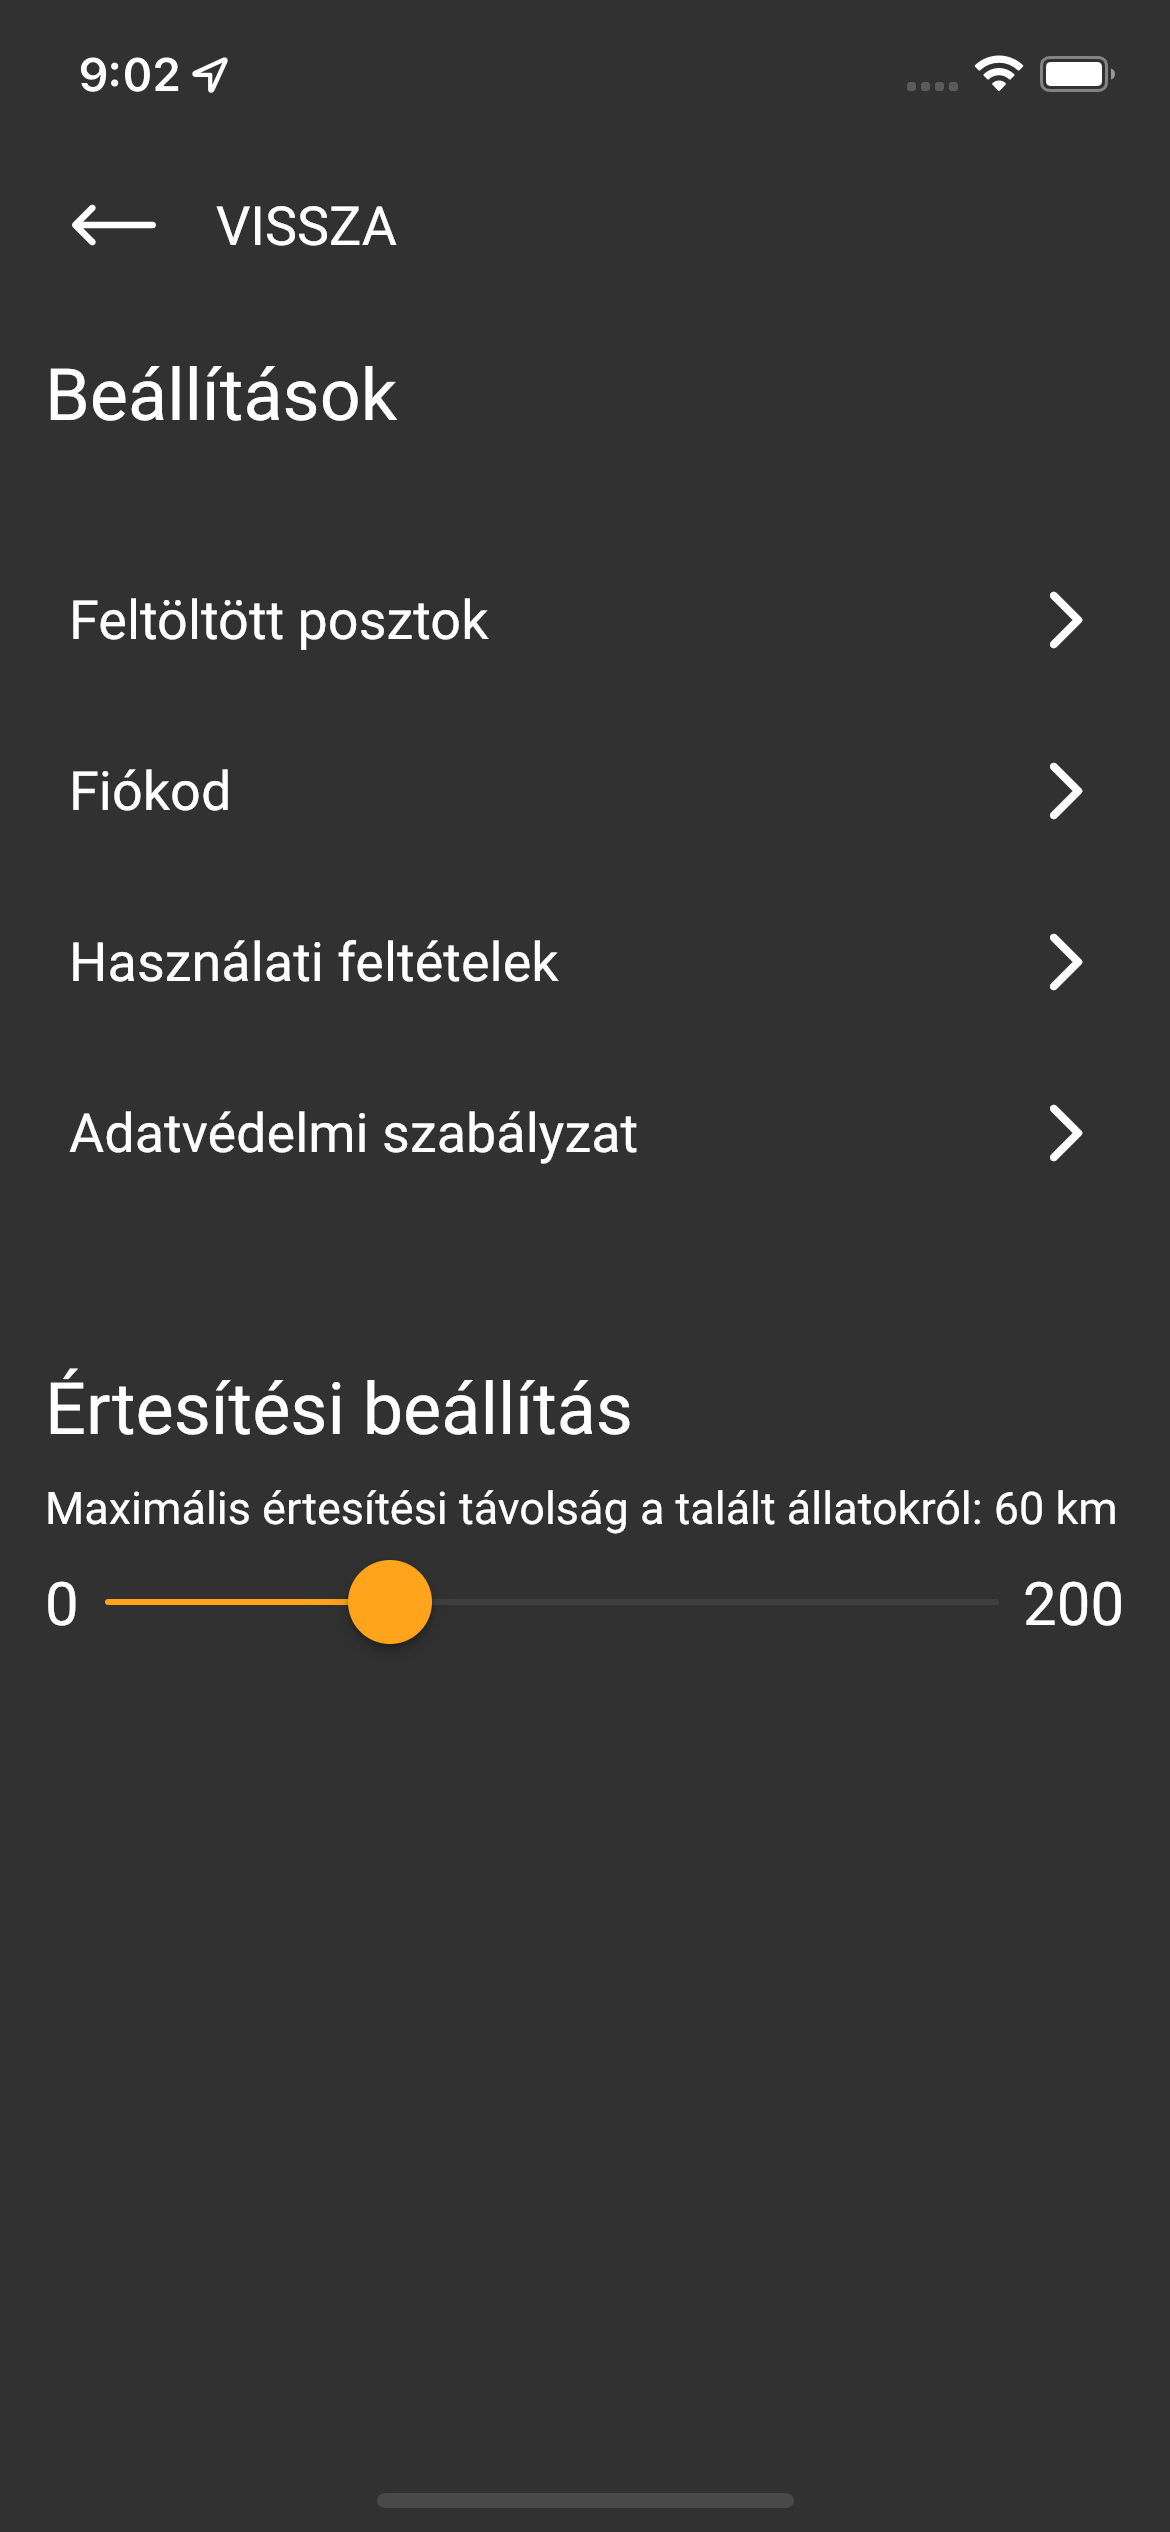 9:02
VISSZA
Beállítások
Feltöltött posztok
Fiókod
Használati feltételek
Adatvédelmi szabályzat
Értesítési beállítás
Maximális értesítési távolság a talált állatokról: 60 km
0 200